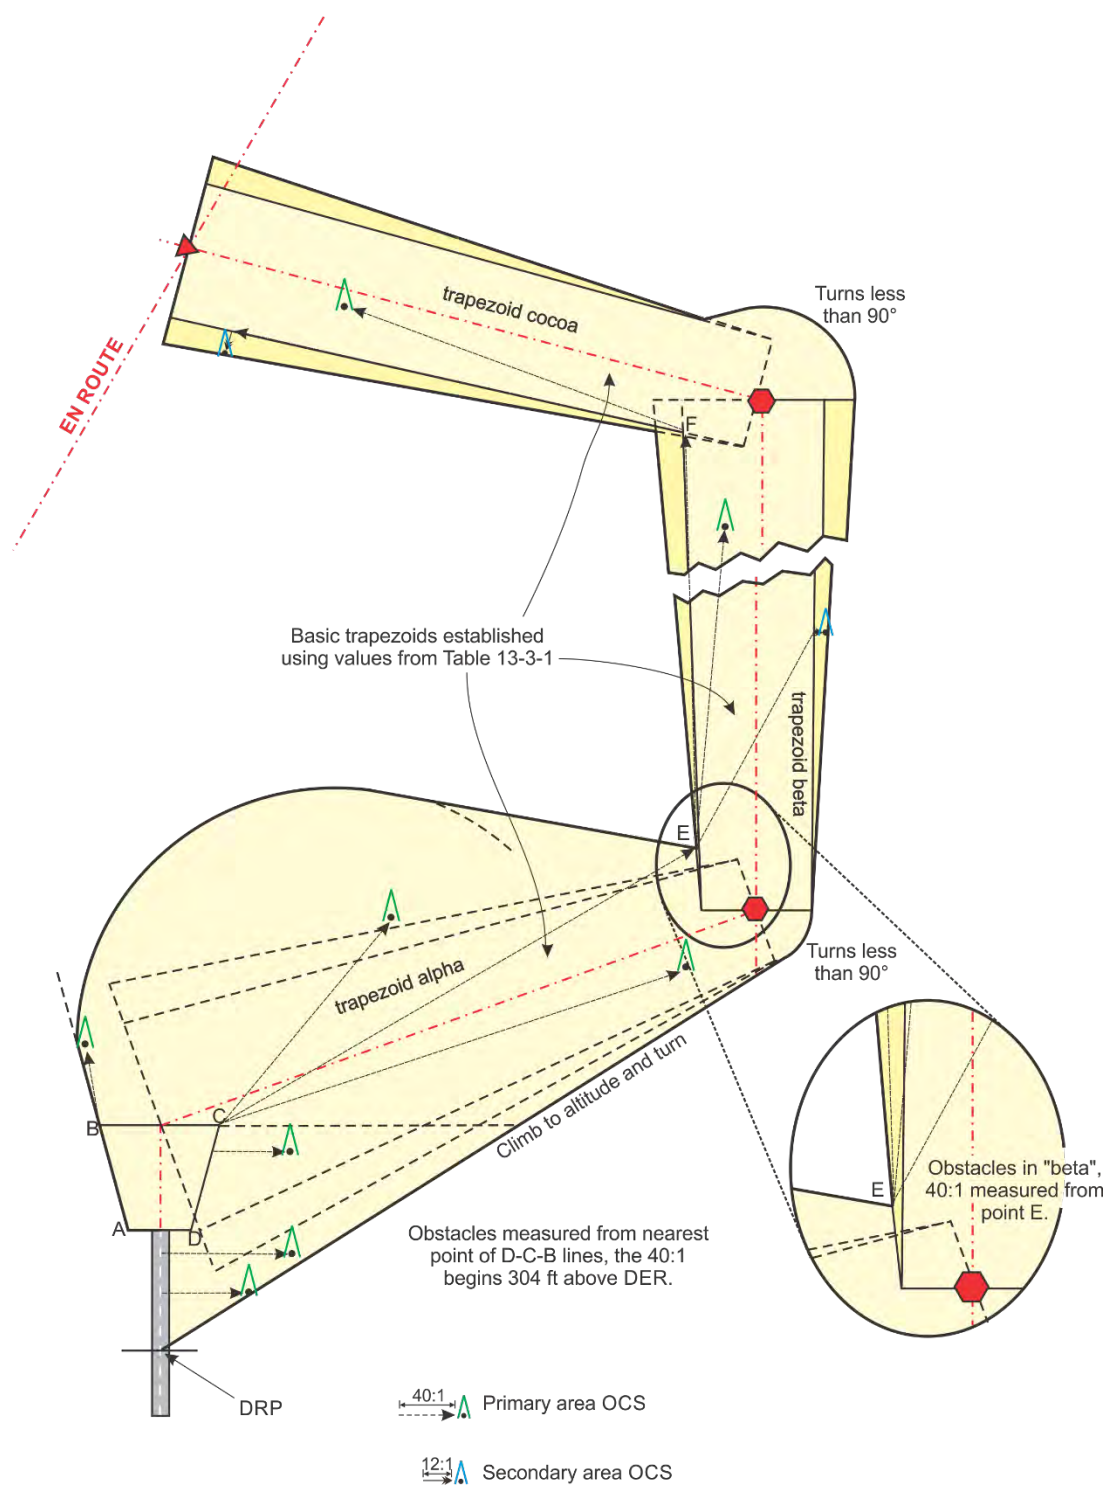 Turns less
than 90°
trapezoid cocoa
EN ROUTE
F
Basic trapezoids established
using values from Table 13-3-1
trapezoid beta
E
trapezoid alpha
Turns less
than 90°
Climb to altitude and turn
B
C
A
D
E
Obstacles in "beta",
40:1 measured from
point E.
Obstacles measured from nearest
point of D-C-B lines, the 40:1
begins 304 ft above DER.
DRP
40:1
Primary area OCS
12:1
Secondary area OCS